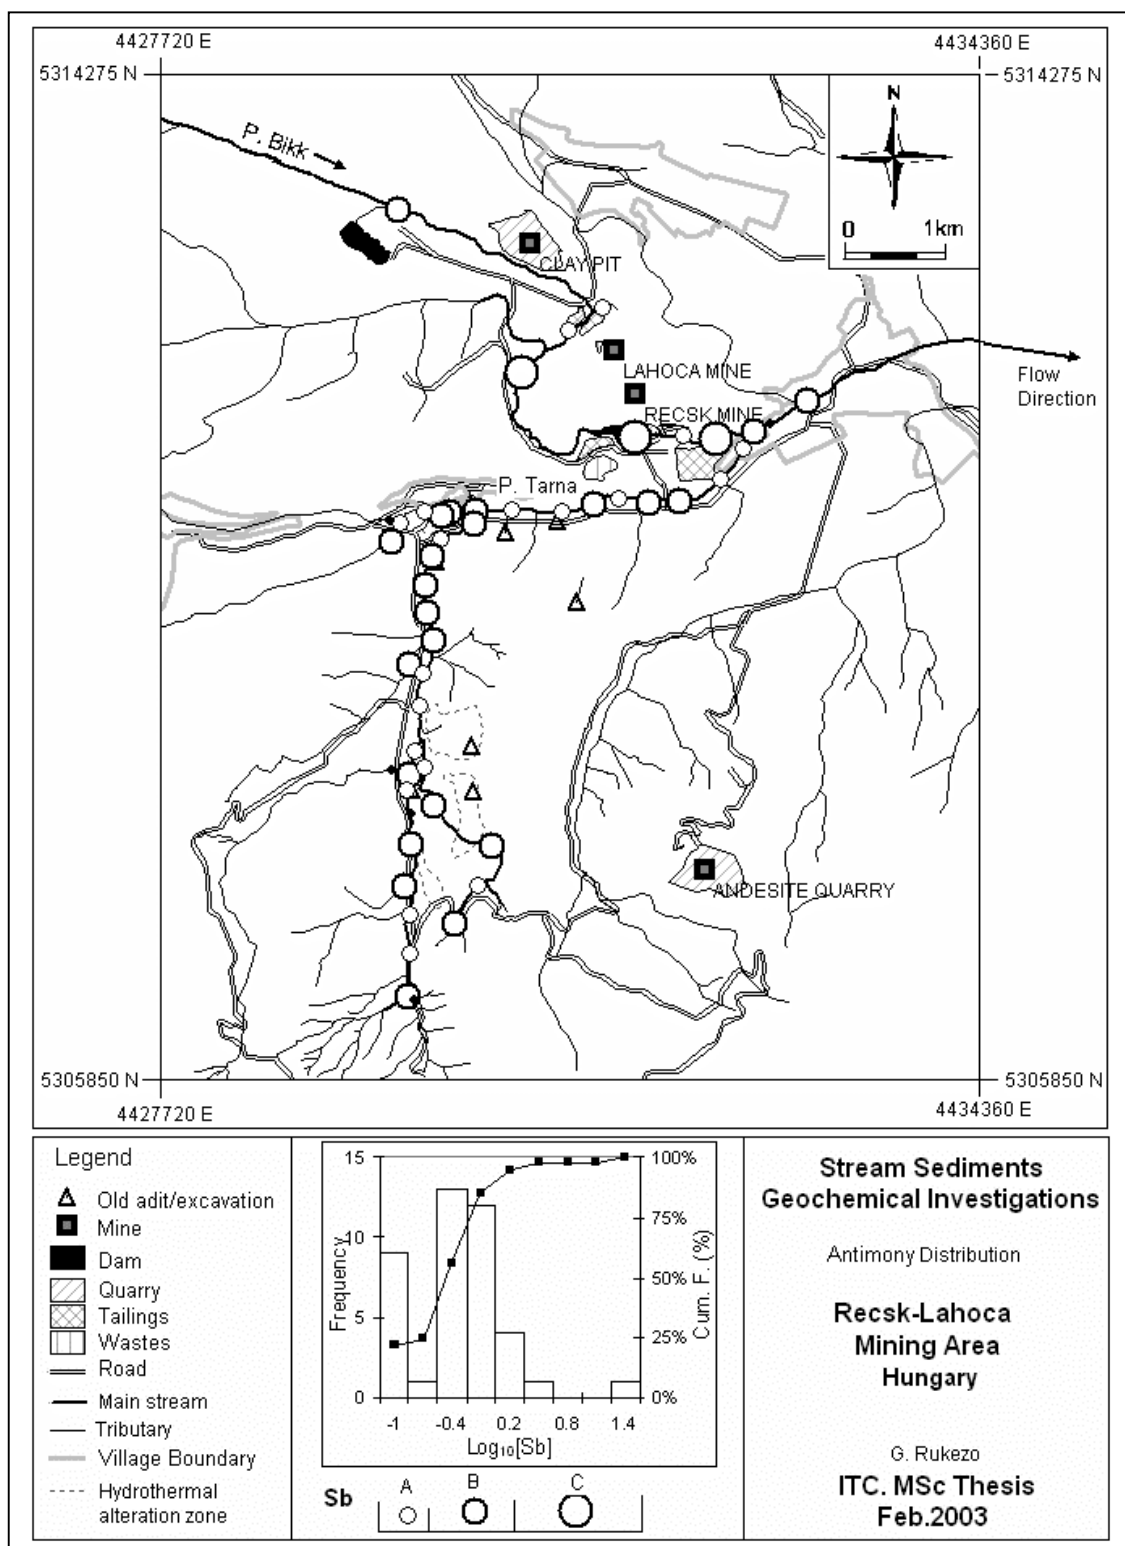 4427720 E
4434360 E
5314275 N
5314275 N
N
P. Bikk
0 1km
CLAY PIT
LAHOCA MINE
Flow
Direction
RECSK MINE
P. Tarna
ANDESITE QUARRY
5305850 N
5305850 N
4427720 E
4434360 E
Legend
Old adit/excavation
Mine
Dam
Quarry
Tailings
Wastes
Road
Main stream
Tributary
Village Boundary
Hydrothermal
alteration zone
15
10
5
0
Frequency
100%
75%
50%
25%
0%
Cum. F. (%)
-1 -0.4 0.2 0.8 1.4
Log₁₀[Sb]
Sb
A B C
Stream Sediments
Geochemical Investigations
Antimony Distribution
Recsk-Lahoca
Mining Area
Hungary
G. Rukezo
ITC. MSc Thesis
Feb.2003